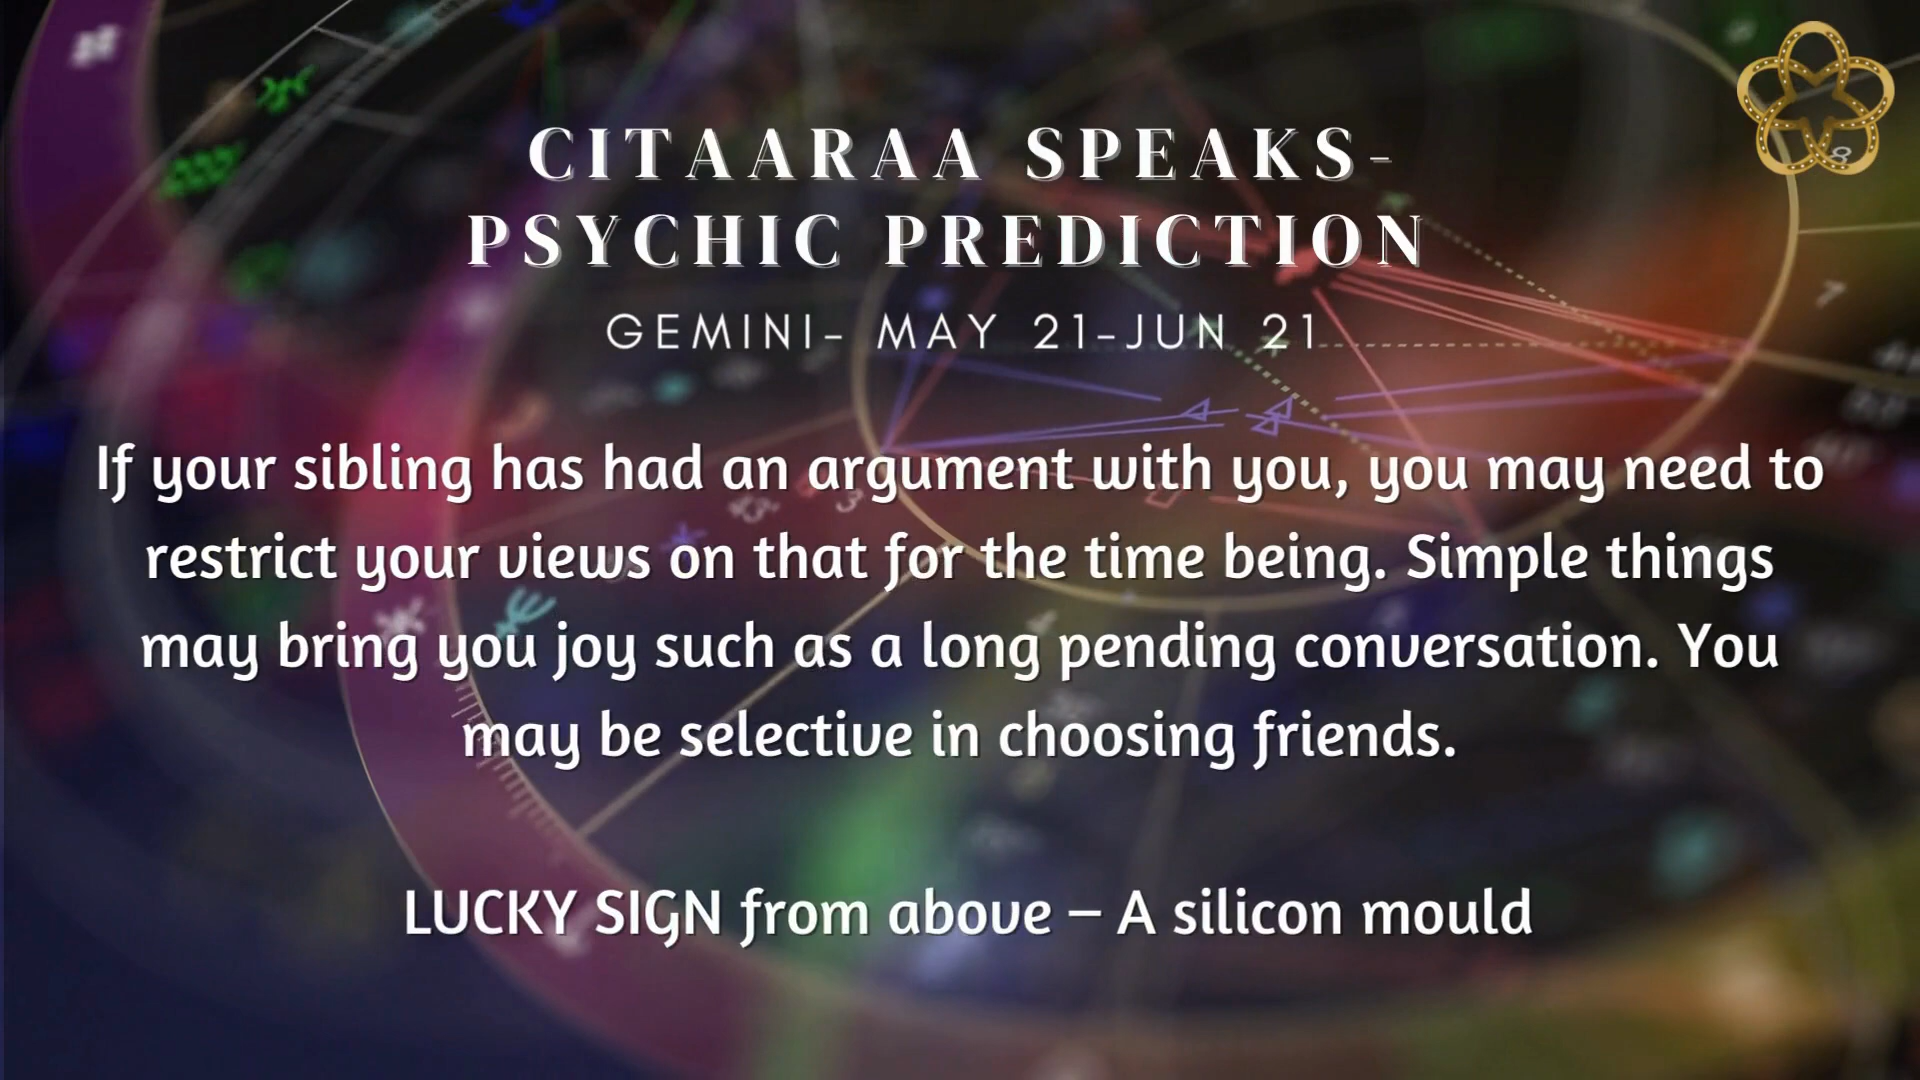 CITAARAA SPEAKS-
PSYCHIC PREDICTION
GEMINI- MAY 21-JUN 21
If your sibling has had an argument with you, you may need to
restrict your views on that for the time being. Simple things
may bring you joy such as a long pending conversation. You
may be selective in choosing friends.
LUCKY SIGN from above – A silicon mould
8
7